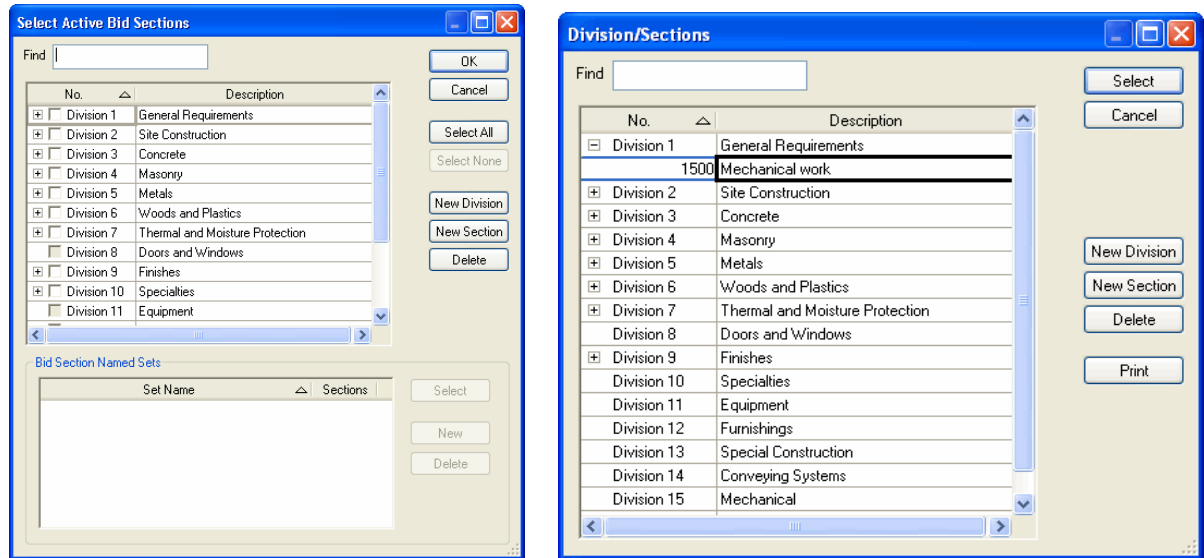 Select Active Bid Sections
Find
OK
Cancel
Select All
Select None
New Division
New Section
Delete
No. Description
Division 1 General Requirements
Division 2 Site Construction
Division 3 Concrete
Division 4 Masonry
Division 5 Metals
Division 6 Woods and Plastics
Division 7 Thermal and Moisture Protection
Division 8 Doors and Windows
Division 9 Finishes
Division 10 Specialties
Division 11 Equipment
Bid Section Named Sets
Set Name Sections
Select
New
Delete
Division/Sections
Find
Select
Cancel
New Division
New Section
Delete
Print
No. Description
Division 1 General Requirements
1500 Mechanical work
Division 2 Site Construction
Division 3 Concrete
Division 4 Masonry
Division 5 Metals
Division 6 Woods and Plastics
Division 7 Thermal and Moisture Protection
Division 8 Doors and Windows
Division 9 Finishes
Division 10 Specialties
Division 11 Equipment
Division 12 Furnishings
Division 13 Special Construction
Division 14 Conveying Systems
Division 15 Mechanical